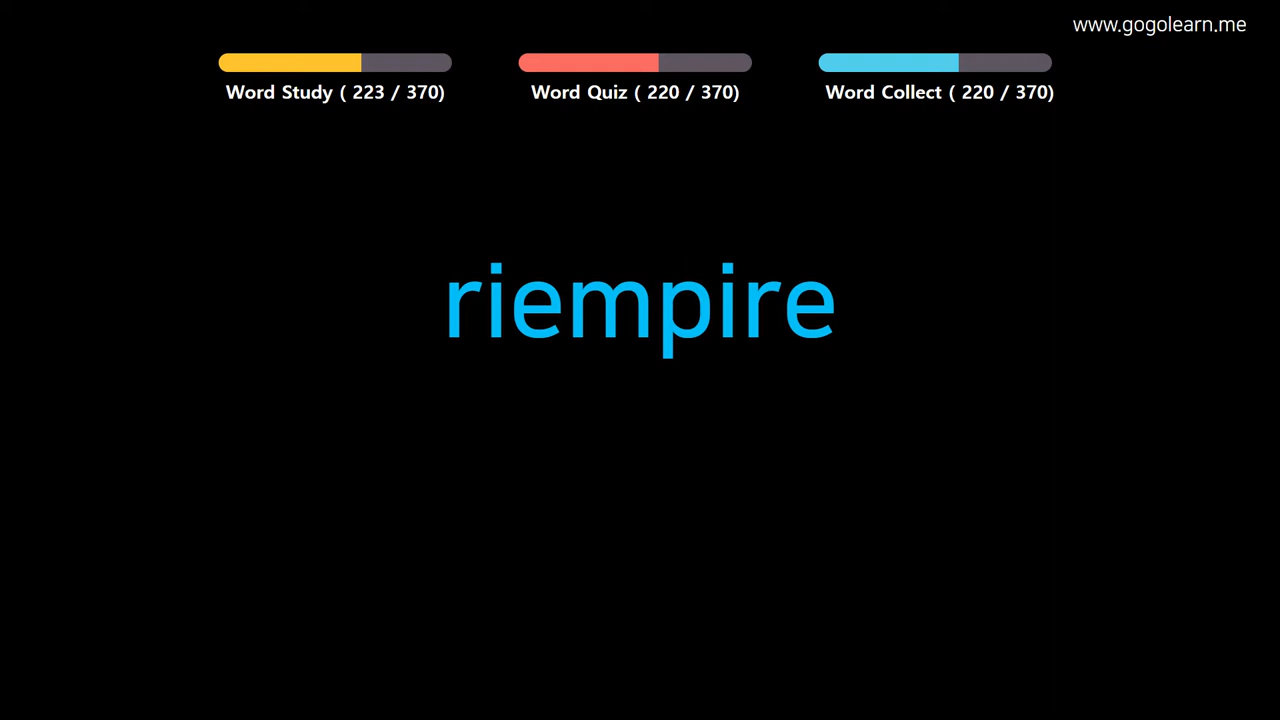 www.gogolearn.me
Word Study ( 223 / 370)
Word Quiz ( 220 / 370)
Word Collect ( 220 / 370)
riempire